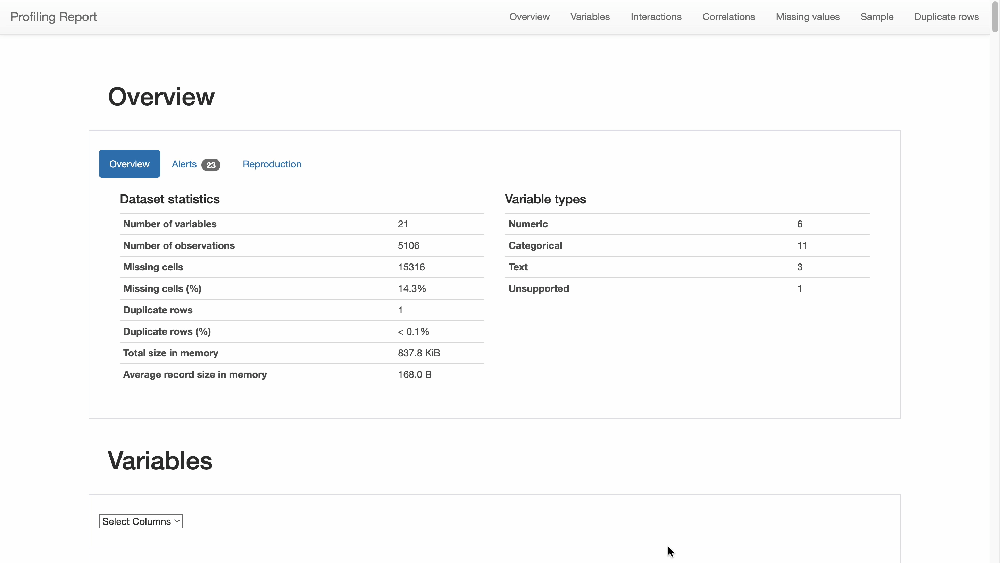 Profiling Report
Overview Variables Interactions Correlations Missing values Sample Duplicate rows
Overview
Overview Alerts 23 Reproduction
Dataset statistics
Number of variables 21
Number of observations 5106
Missing cells 15316
Missing cells (%) 14.3%
Duplicate rows 1
Duplicate rows (%) < 0.1%
Total size in memory 837.8 KiB
Average record size in memory 168.0 B
Variable types
Numeric 6
Categorical 11
Text 3
Unsupported 1
Variables
Select Columns